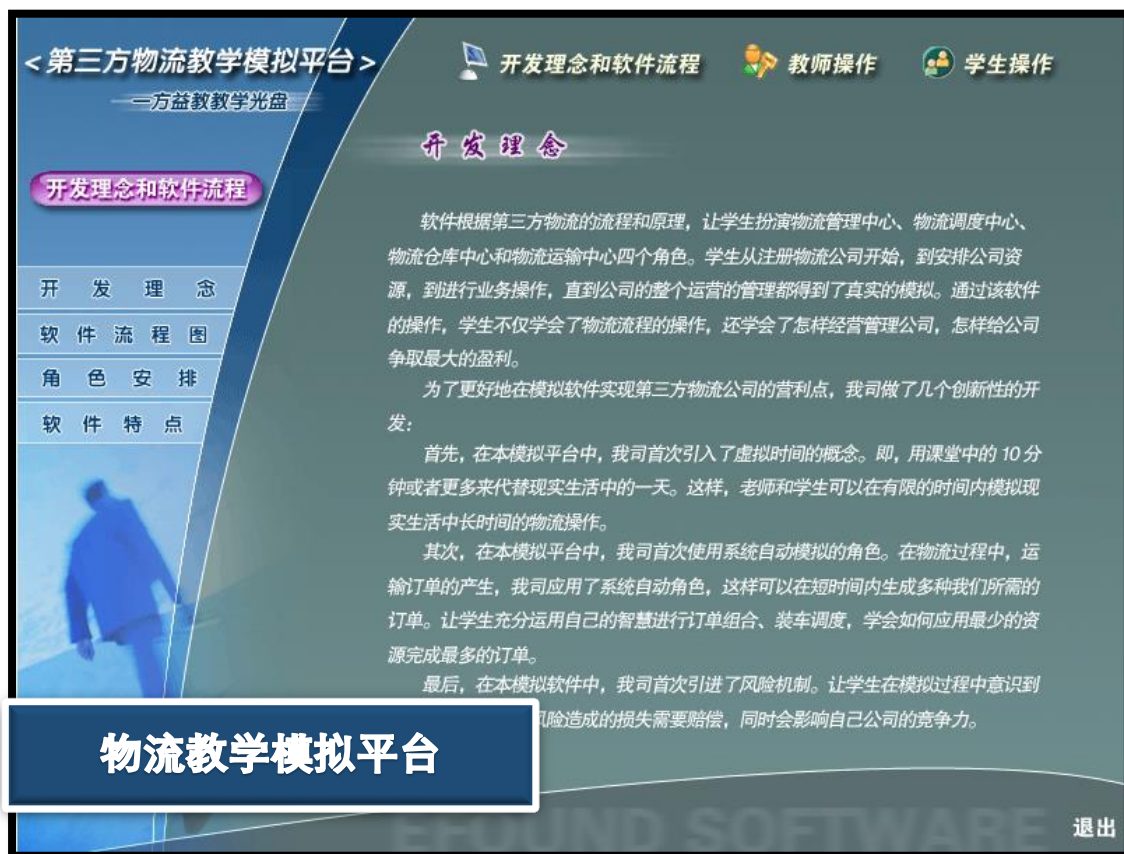 <第三方物流教学模拟平台>
——方益教教学光盘
开发理念和软件流程
教师操作
学生操作
开发理念和软件流程
开发理念
软件流程图
角色安排
软件特点
开发理念
软件根据第三方物流的流程和原理，让学生扮演物流管理中心、物流调度中心、
物流仓库中心和物流运输中心四个角色。学生从注册物流公司开始，到安排公司资
源，到进行业务操作，直到公司的整个运营的管理都得到了真实的模拟。通过该软件
的操作，学生不仅学会了物流流程的操作，还学会了怎样经营管理公司，怎样给公司
争取最大的盈利。
为了更好地在模拟软件实现第三方物流公司的营利点，我司做了几个创新性的开
发：
首先，在本模拟平台中，我司首次引入了虚拟时间的概念。即，用课堂中的 10 分
钟或者更多来代替现实生活中的一天。这样，老师和学生可以在有限的时间内模拟现
实生活中长时间的物流操作。
其次，在本模拟平台中，我司首次使用系统自动模拟的角色。在物流过程中，运
输订单的产生，我司应用了系统自动角色，这样可以在短时间内生成多种我们所需的
订单。让学生充分运用自己的智慧进行订单组合、装车调度，学会如何应用最少的资
源完成最多的订单。
最后，在本模拟软件中，我司首次引进了风险机制。让学生在模拟过程中意识到
风险造成的损失需要赔偿，同时会影响自己公司的竞争力。
物流教学模拟平台
EFOUND SOFTWARE
退出